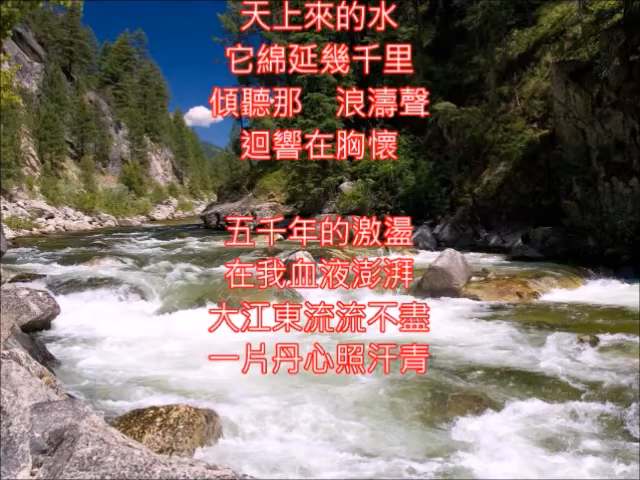 天上來的水
它綿延幾千里
傾聽那　浪濤聲
迴響在胸懷
五千年的激盪
在我血液澎湃
大江東流流不盡
一片丹心照汗青